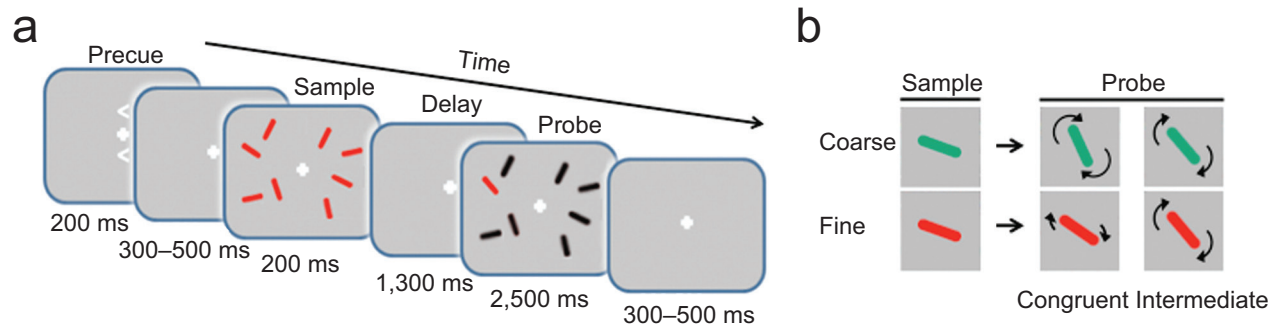 a
Precue
Time
Sample
Delay
Probe
200 ms
300–500 ms
200 ms
1,300 ms
2,500 ms
300–500 ms
b
Sample Probe
Coarse
Fine
Congruent Intermediate